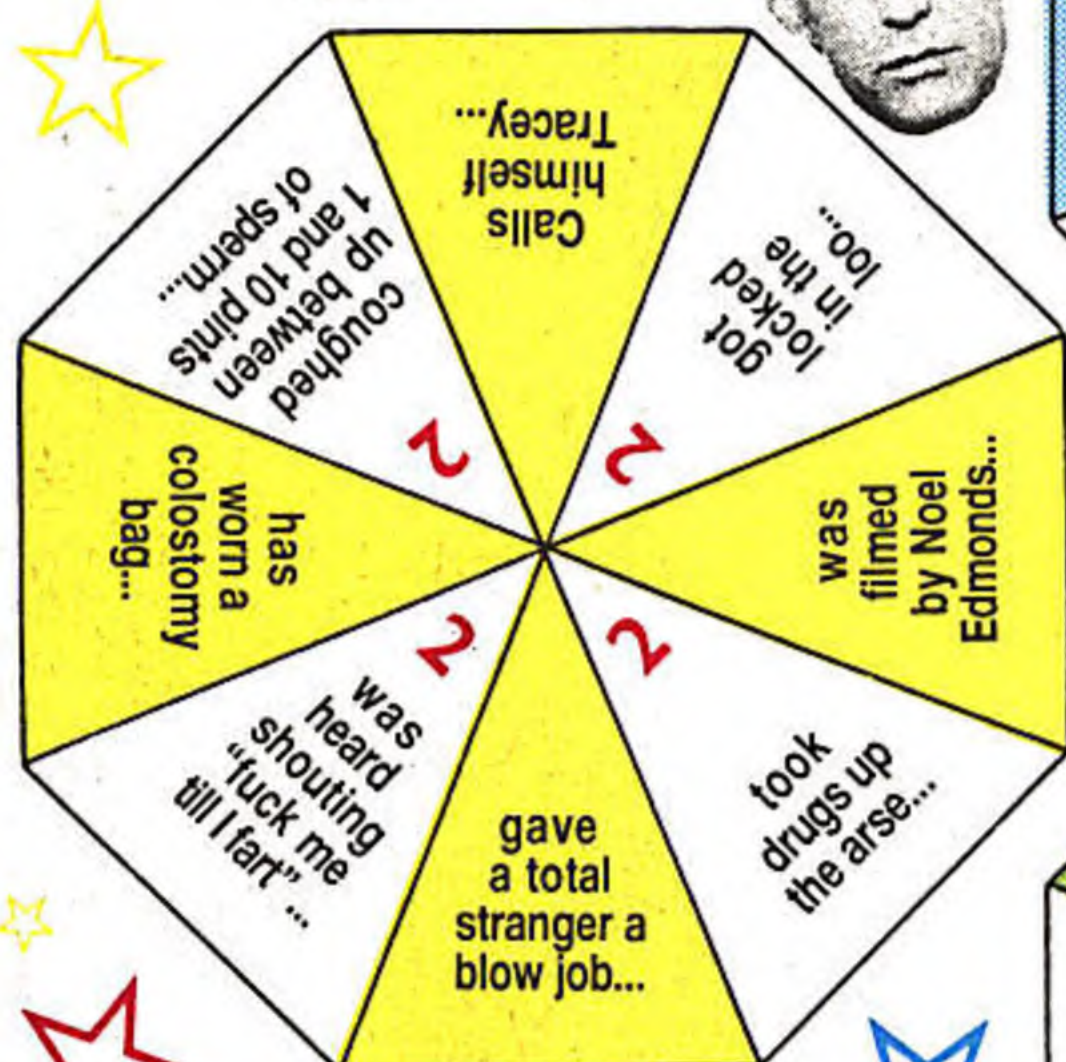 Calls
himself
Tracey...
got
locked
in the
loo...
2
was
filmed
by Noel
Edmonds...
took
drugs up
the arse...
2
gave
a total
stranger a
blow job...
was
heard
shouting
“fuck me
till I fart”...
2
has
worn a
colostomy
bag...
coughed
up between
1 and 10 pints
of sperm...
2